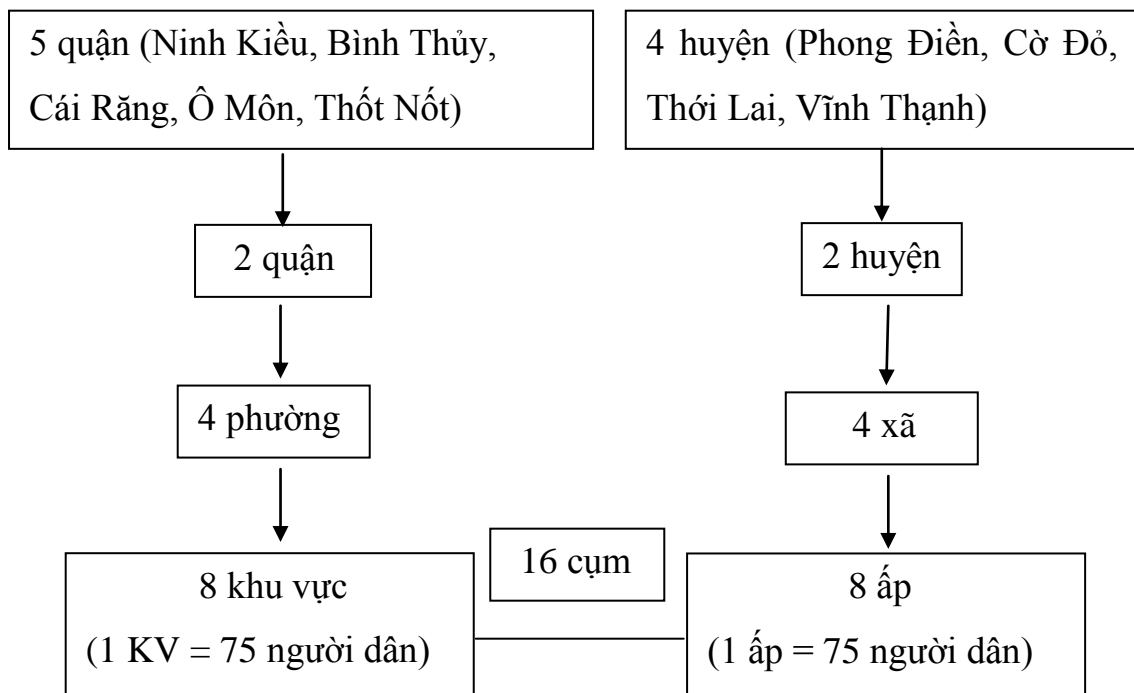 5 quận (Ninh Kiều, Bình Thủy,
Cái Răng, Ô Môn, Thốt Nốt)
4 huyện (Phong Điền, Cờ Đỏ,
Thới Lai, Vĩnh Thạnh)
2 quận
2 huyện
4 phường
4 xã
16 cụm
8 khu vực
(1 KV = 75 người dân)
8 ấp
(1 ấp = 75 người dân)